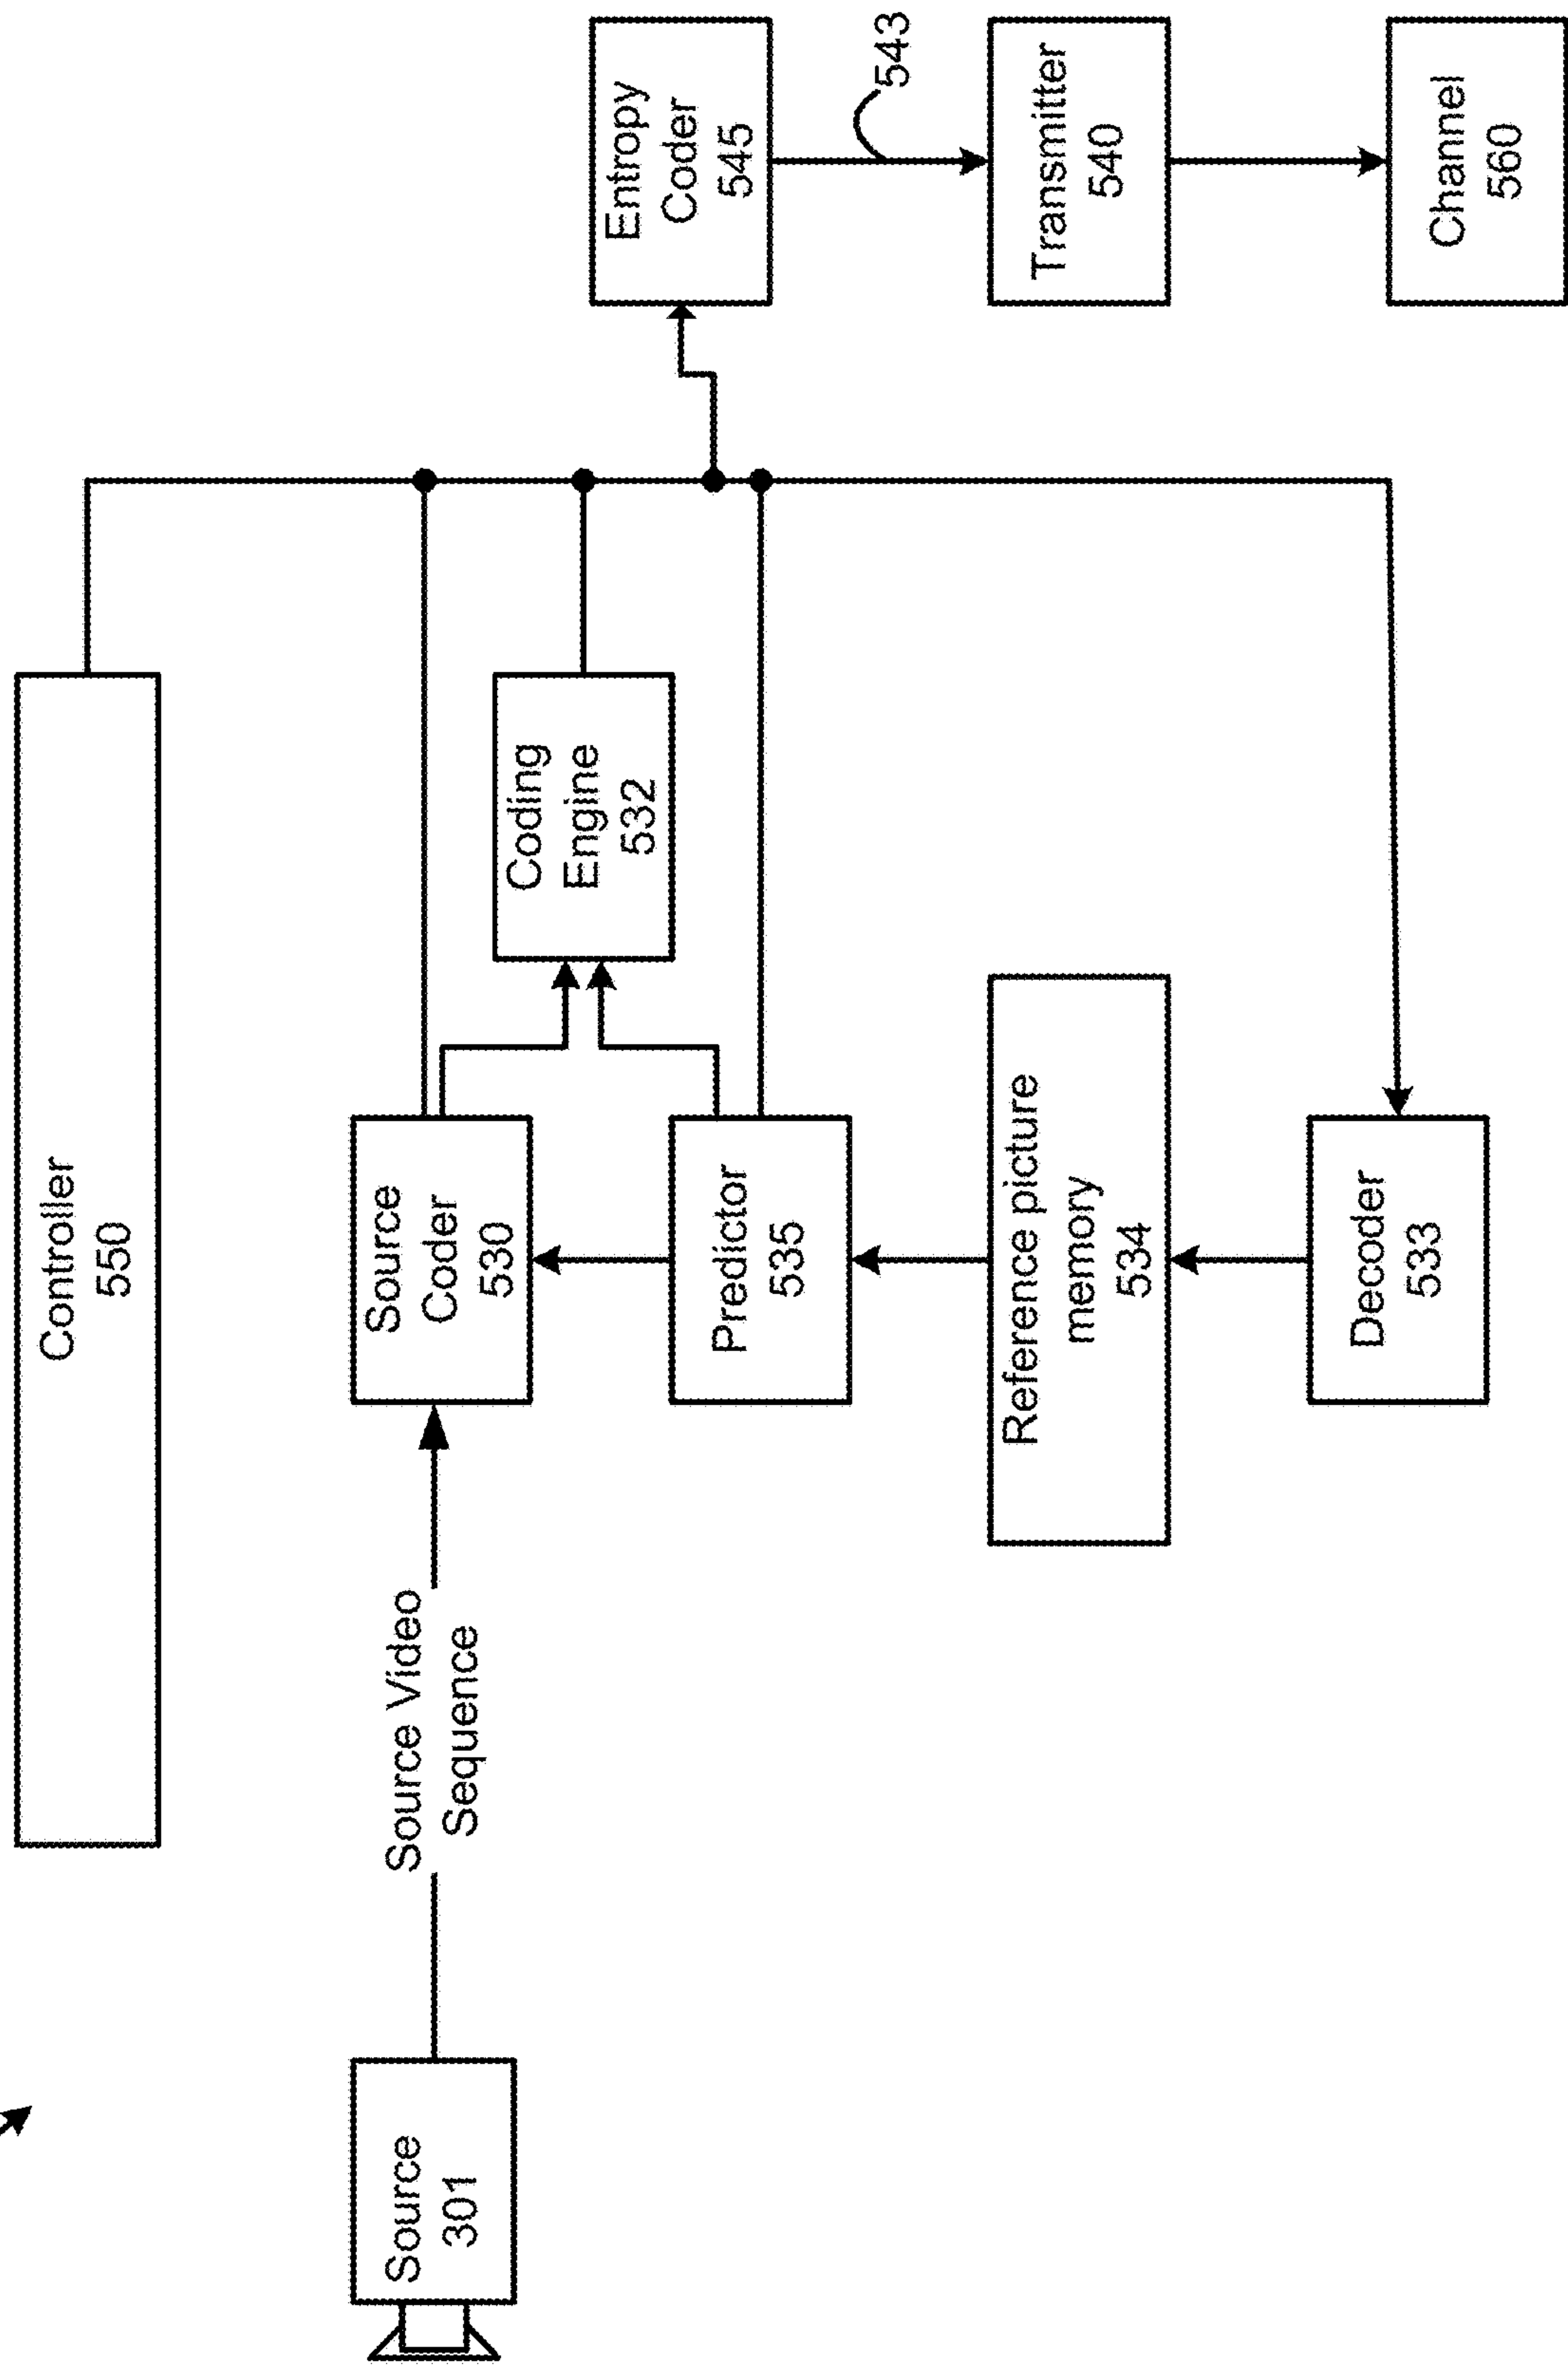 Controller
550
Source
301
Source Video
Sequence
Source
Coder
530
Coding
Engine
532
Entropy
Coder
545
543
Predictor
535
Transmitter
540
Reference picture
memory
534
Decoder
533
Channel
560